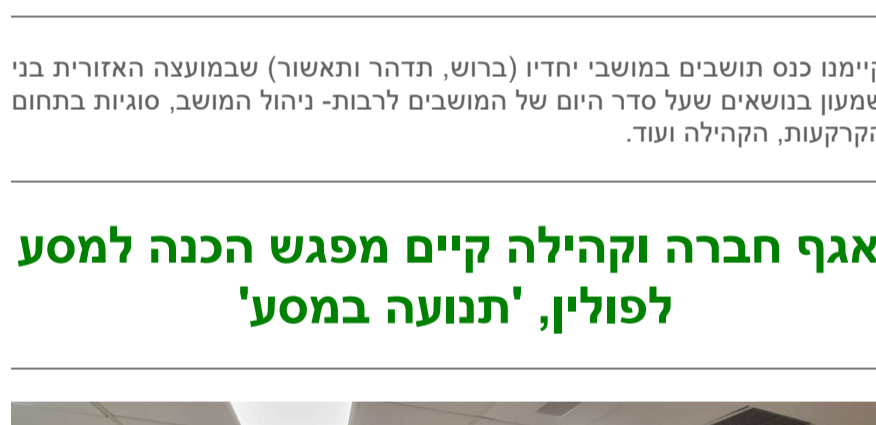 קיימנו כנס תושבים במושבי יחדיו (ברוש, תדהר ותאשור) שבמועצה האזורית בני
שמעון בנושאים שעל סדר היום של המושבים לרבות- ניהול המושב, סוגיות בתחום
הקרקעות, הקהילה ועוד.
אגף חברה וקהילה קיים מפגש הכנה למסע
לפולין, 'תנועה במסע'